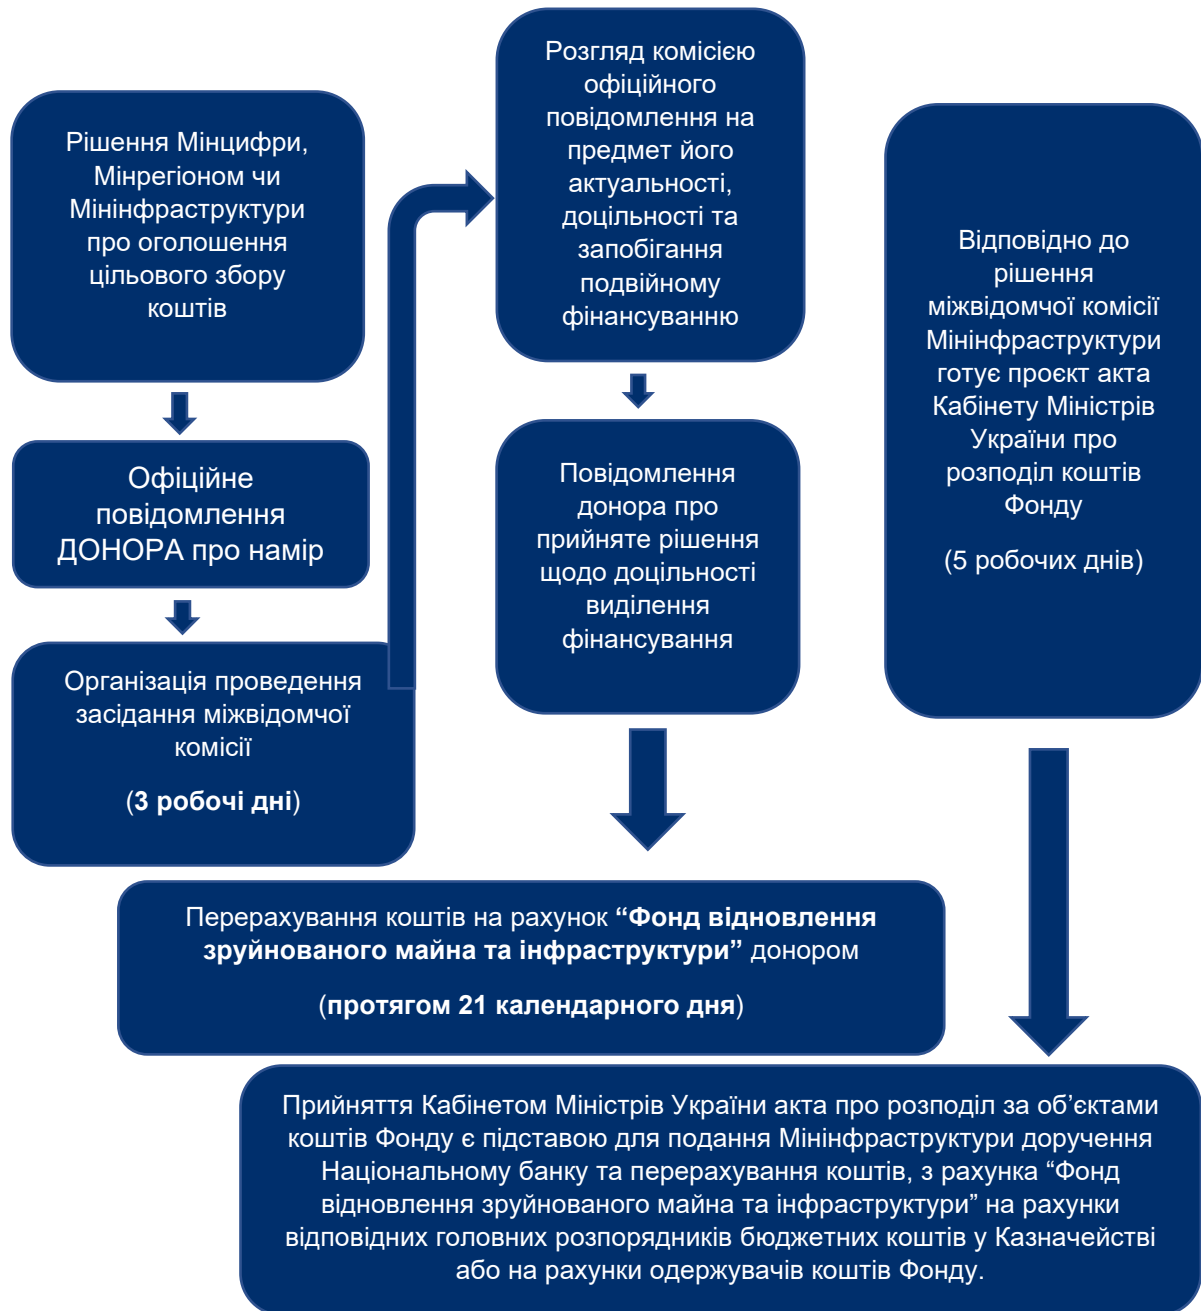 Рішення Мінцифри,
Мінрегіоном чи
Мінінфраструктури
про оголошення
цільового збору
коштів
Офіційне
повідомлення
ДОНОРА про намір
Організація проведення
засідання міжвідомчої
комісії
(3 робочі дні)
Розгляд комісією
офіційного
повідомлення на
предмет його
актуальності,
доцільності та
запобігання
подвійному
фінансуванню
Повідомлення
донора про
прийняте рішення
щодо доцільності
виділення
фінансування
Перерахування коштів на рахунок “Фонд відновлення
зруйнованого майна та інфраструктури” донором
(протягом 21 календарного дня)
Відповідно до
рішення
міжвідомчої комісії
Мінінфраструктури
готує проєкт акта
Кабінету Міністрів
України про
розподіл коштів
Фонду
(5 робочих днів)
Прийняття Кабінетом Міністрів України акта про розподіл за об’єктами
коштів Фонду є підставою для подання Мінінфраструктури доручення
Національному банку та перерахування коштів, з рахунка “Фонд
відновлення зруйнованого майна та інфраструктури” на рахунки
відповідних головних розпорядників бюджетних коштів у Казначействі
або на рахунки одержувачів коштів Фонду.